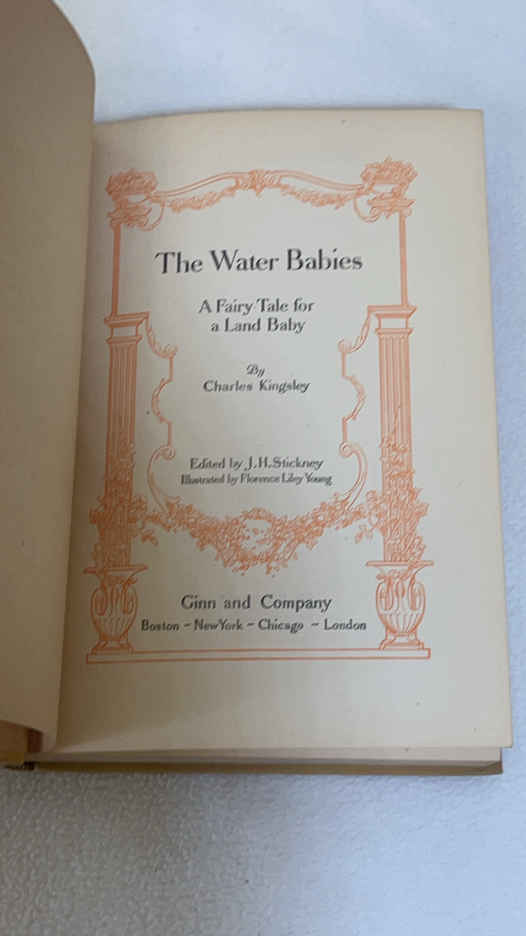 The Water Babies
A Fairy Tale for
a Land Baby
By
Charles Kingsley
Edited by J.H.Stickney
Illustrated by Florence Liley Young
Ginn and Company
Boston ~ New York ~ Chicago ~ London